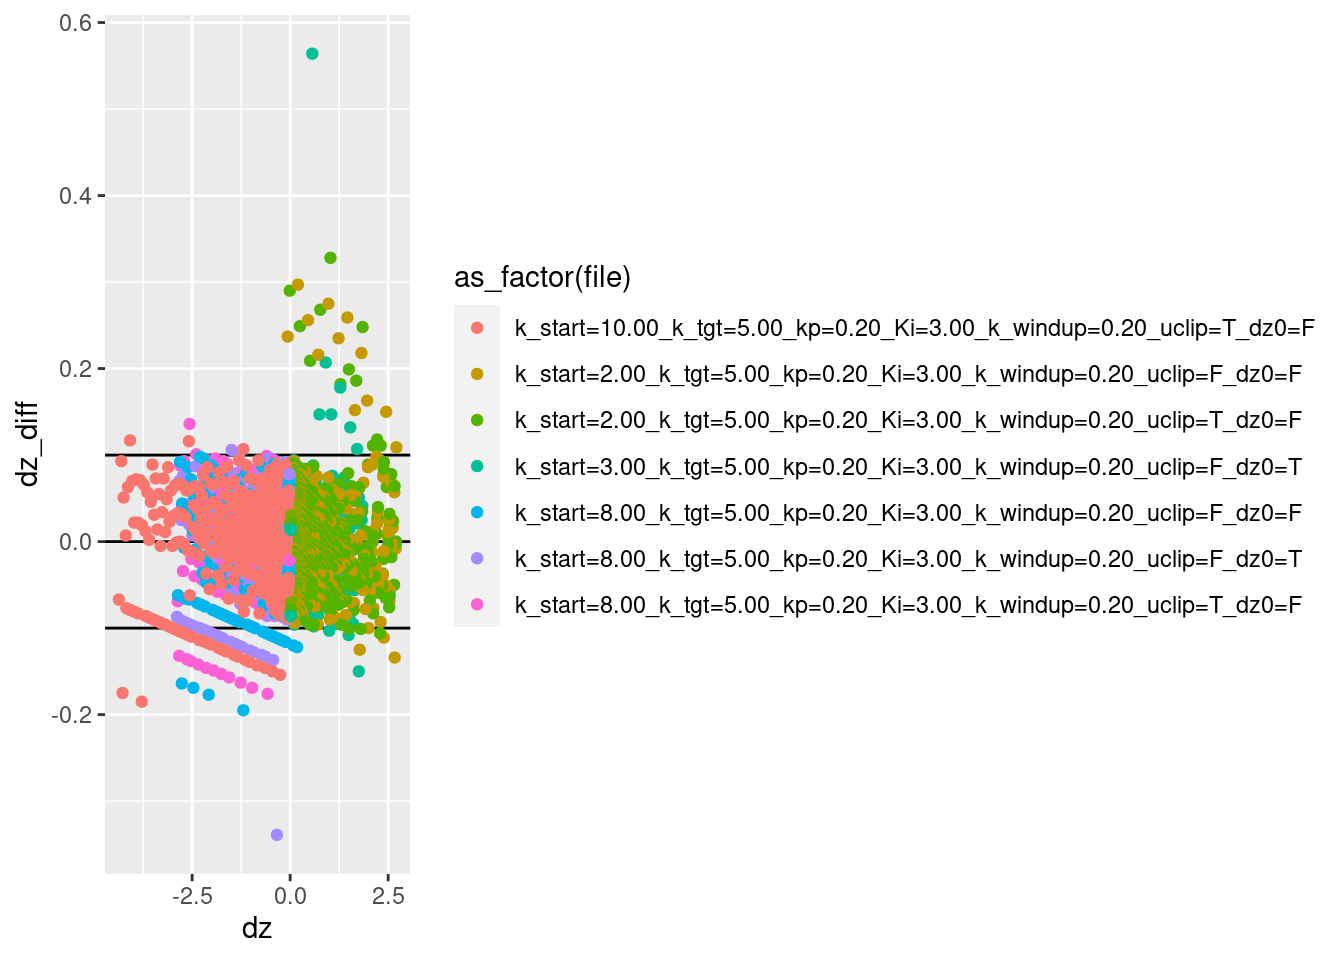 0.6
0.4
0.2
0.0
-0.2
dz_diff
-2.5 0.0 2.5
dz
as_factor(file)
k_start=10.00_k_tgt=5.00_kp=0.20_Ki=3.00_k_windup=0.20_uclip=T_dz0=F
k_start=2.00_k_tgt=5.00_kp=0.20_Ki=3.00_k_windup=0.20_uclip=F_dz0=F
k_start=2.00_k_tgt=5.00_kp=0.20_Ki=3.00_k_windup=0.20_uclip=T_dz0=F
k_start=3.00_k_tgt=5.00_kp=0.20_Ki=3.00_k_windup=0.20_uclip=F_dz0=T
k_start=8.00_k_tgt=5.00_kp=0.20_Ki=3.00_k_windup=0.20_uclip=F_dz0=F
k_start=8.00_k_tgt=5.00_kp=0.20_Ki=3.00_k_windup=0.20_uclip=F_dz0=T
k_start=8.00_k_tgt=5.00_kp=0.20_Ki=3.00_k_windup=0.20_uclip=T_dz0=F